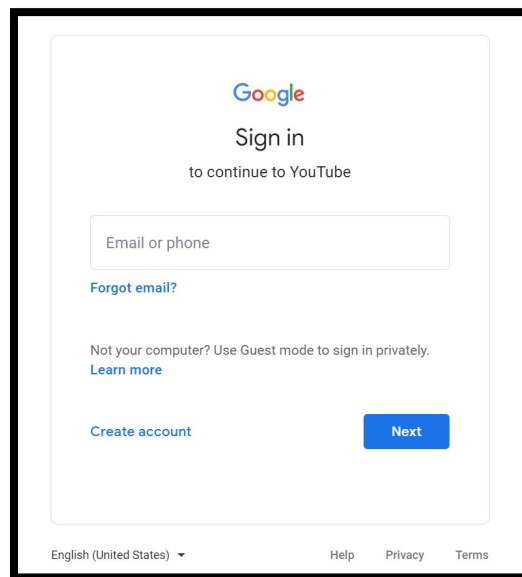 Google
Sign in
to continue to YouTube
Email or phone
Forgot email?
Not your computer? Use Guest mode to sign in privately.
Learn more
Create account
Next
English (United States)
Help Privacy Terms